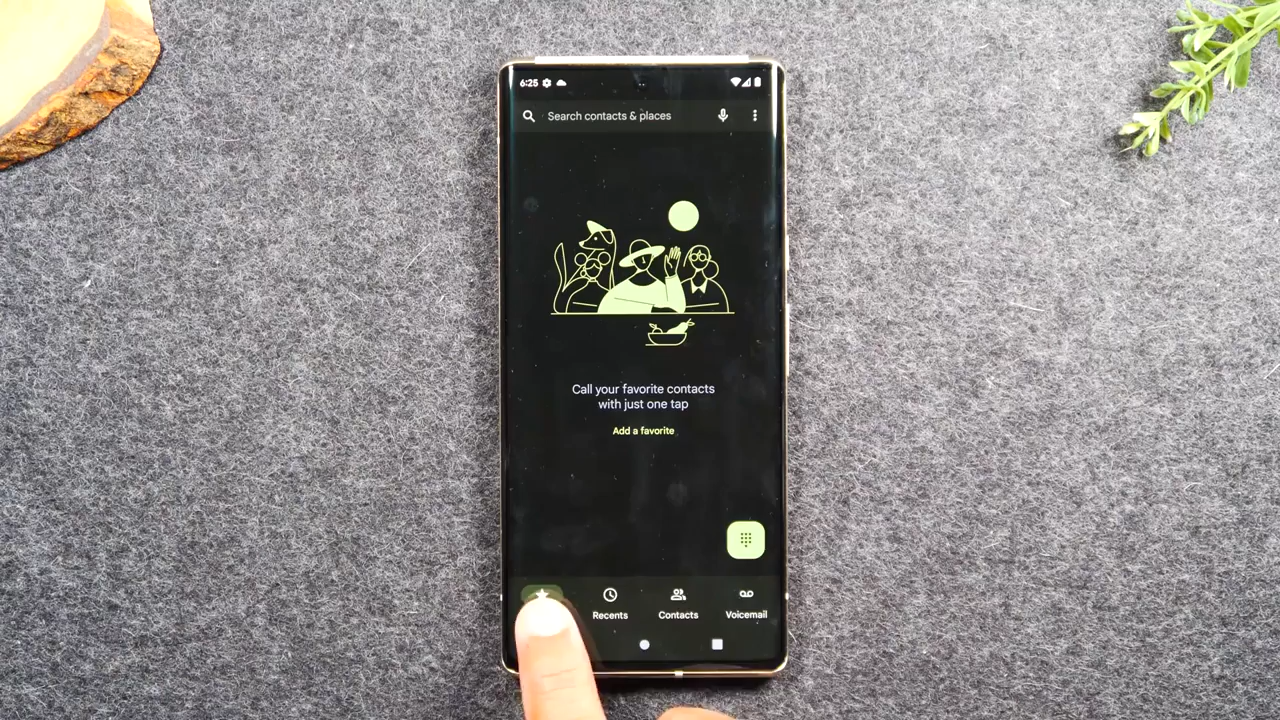 6:25
Search contacts & places
Call your favorite contacts
with just one tap
Add a favorite
Recents
Contacts
Voicemail